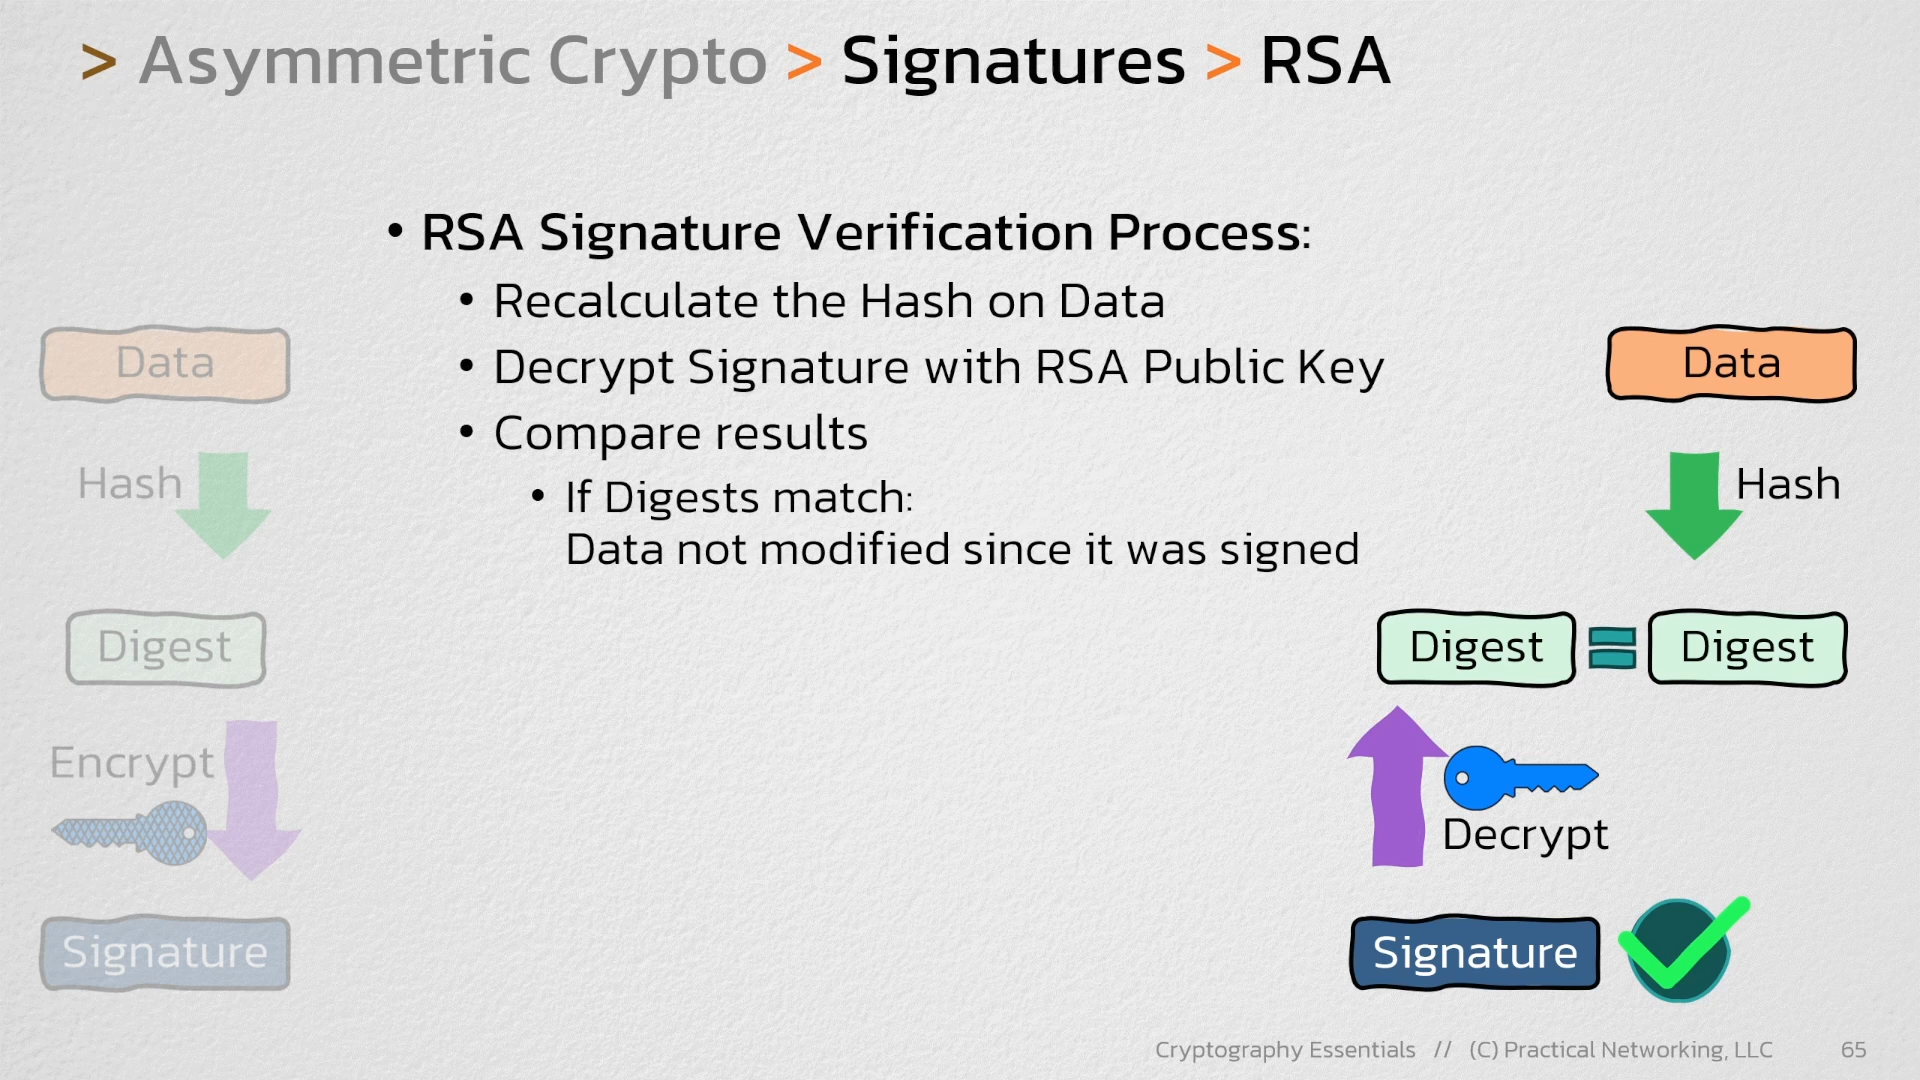 > Asymmetric Crypto > Signatures > RSA
• RSA Signature Verification Process:
• Recalculate the Hash on Data
• Decrypt Signature with RSA Public Key
• Compare results
• If Digests match:
Data not modified since it was signed
Data
Hash
Digest
Encrypt
Signature
Data
Hash
Digest = Digest
Decrypt
Signature
Cryptography Essentials // (C) Practical Networking, LLC 65